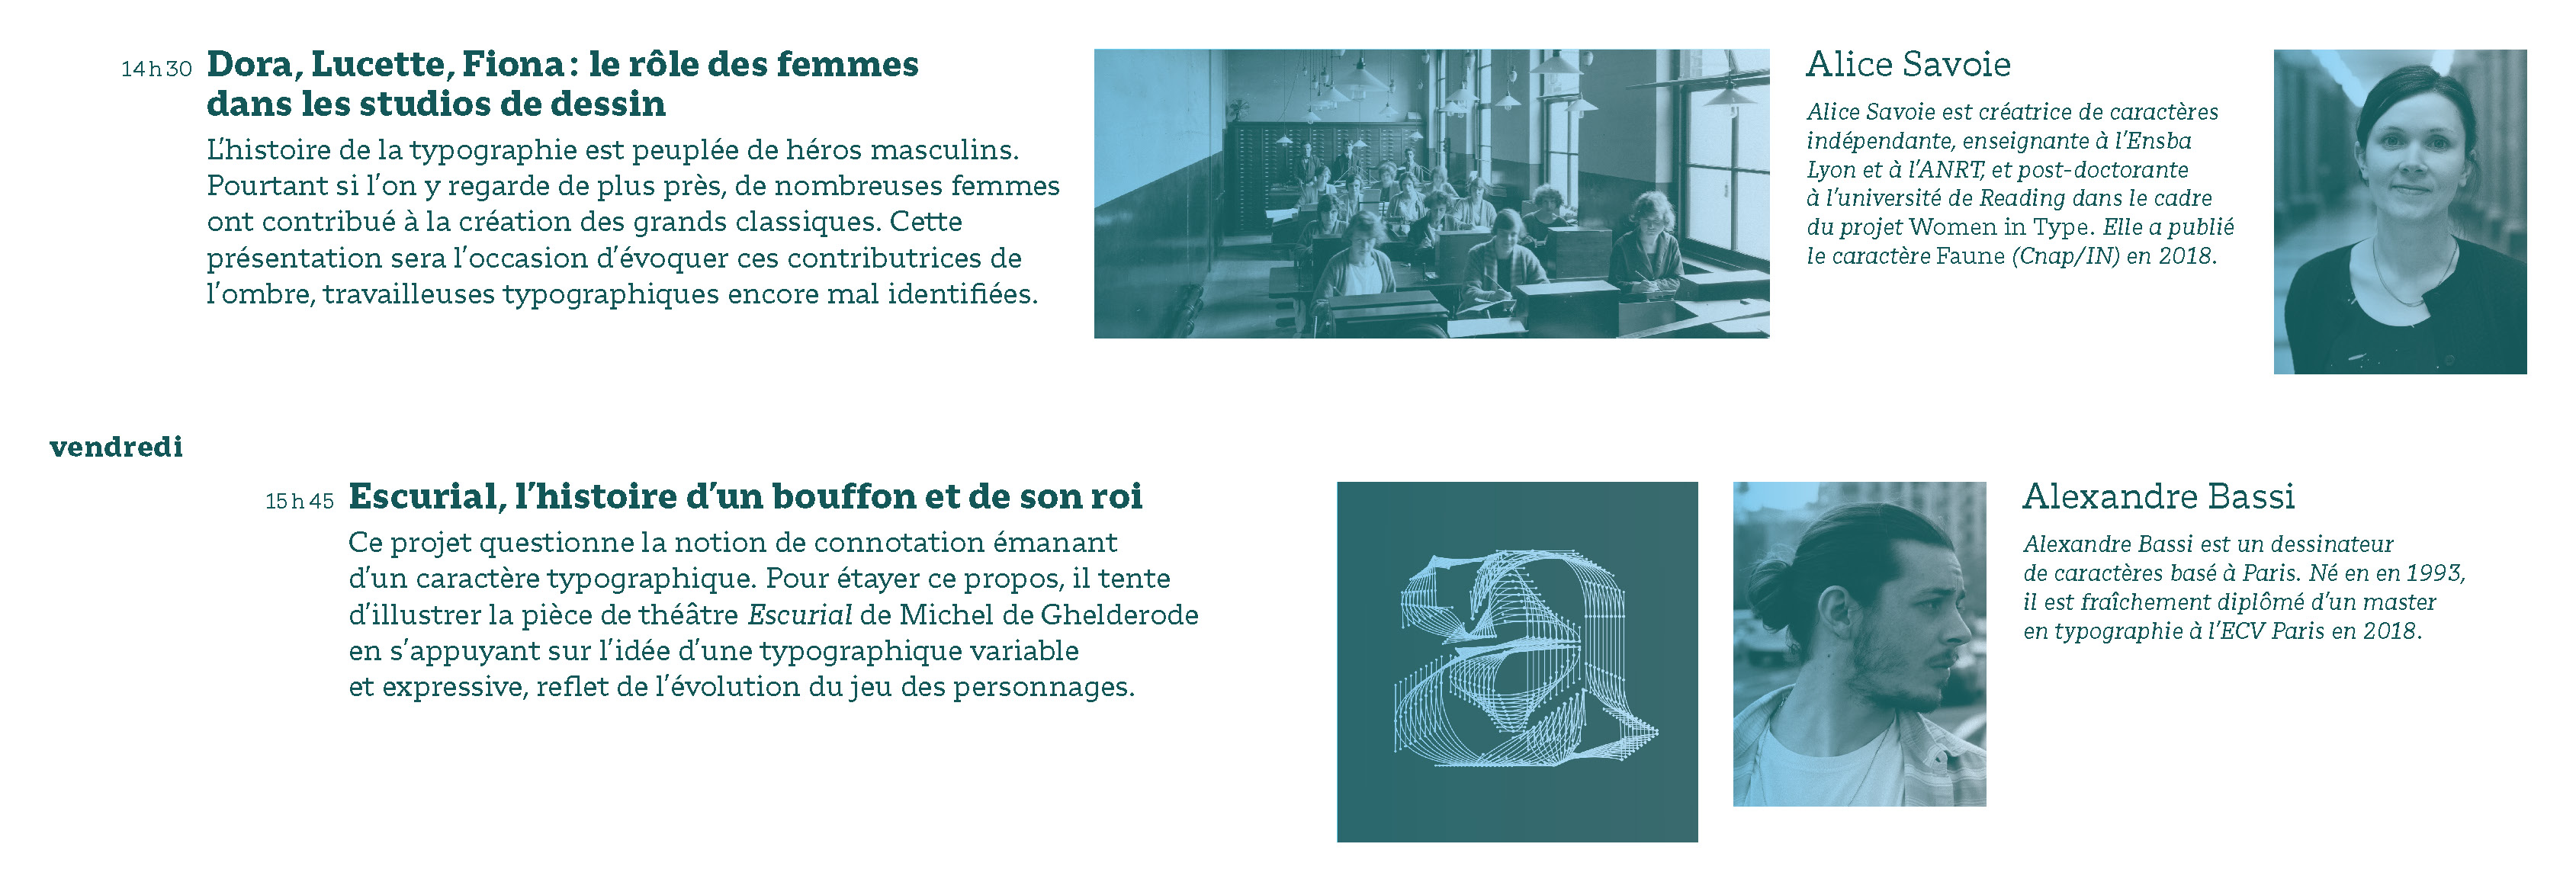 14 h 30 Dora, Lucette, Fiona : le rôle des femmes
dans les studios de dessin
L’histoire de la typographie est peuplée de héros masculins.
Pourtant si l’on y regarde de plus près, de nombreuses femmes
ont contribué à la création des grands classiques. Cette
présentation sera l’occasion d’évoquer ces contributrices de
l’ombre, travailleuses typographiques encore mal identifiées.
Alice Savoie
Alice Savoie est créatrice de caractères
indépendante, enseignante à l’Ensba
Lyon et à l’ANRT, et post-doctorante
à l’université de Reading dans le cadre
du projet Women in Type. Elle a publié
le caractère Faune (Cnap/IN) en 2018.
vendredi
15 h 45 Escurial, l’histoire d’un bouffon et de son roi
Ce projet questionne la notion de connotation émanant
d’un caractère typographique. Pour étayer ce propos, il tente
d’illustrer la pièce de théâtre Escurial de Michel de Ghelderode
en s’appuyant sur l’idée d’une typographique variable
et expressive, reflet de l’évolution du jeu des personnages.
a
Alexandre Bassi
Alexandre Bassi est un dessinateur
de caractères basé à Paris. Né en en 1993,
il est fraîchement diplômé d’un master
en typographie à l’ECV Paris en 2018.